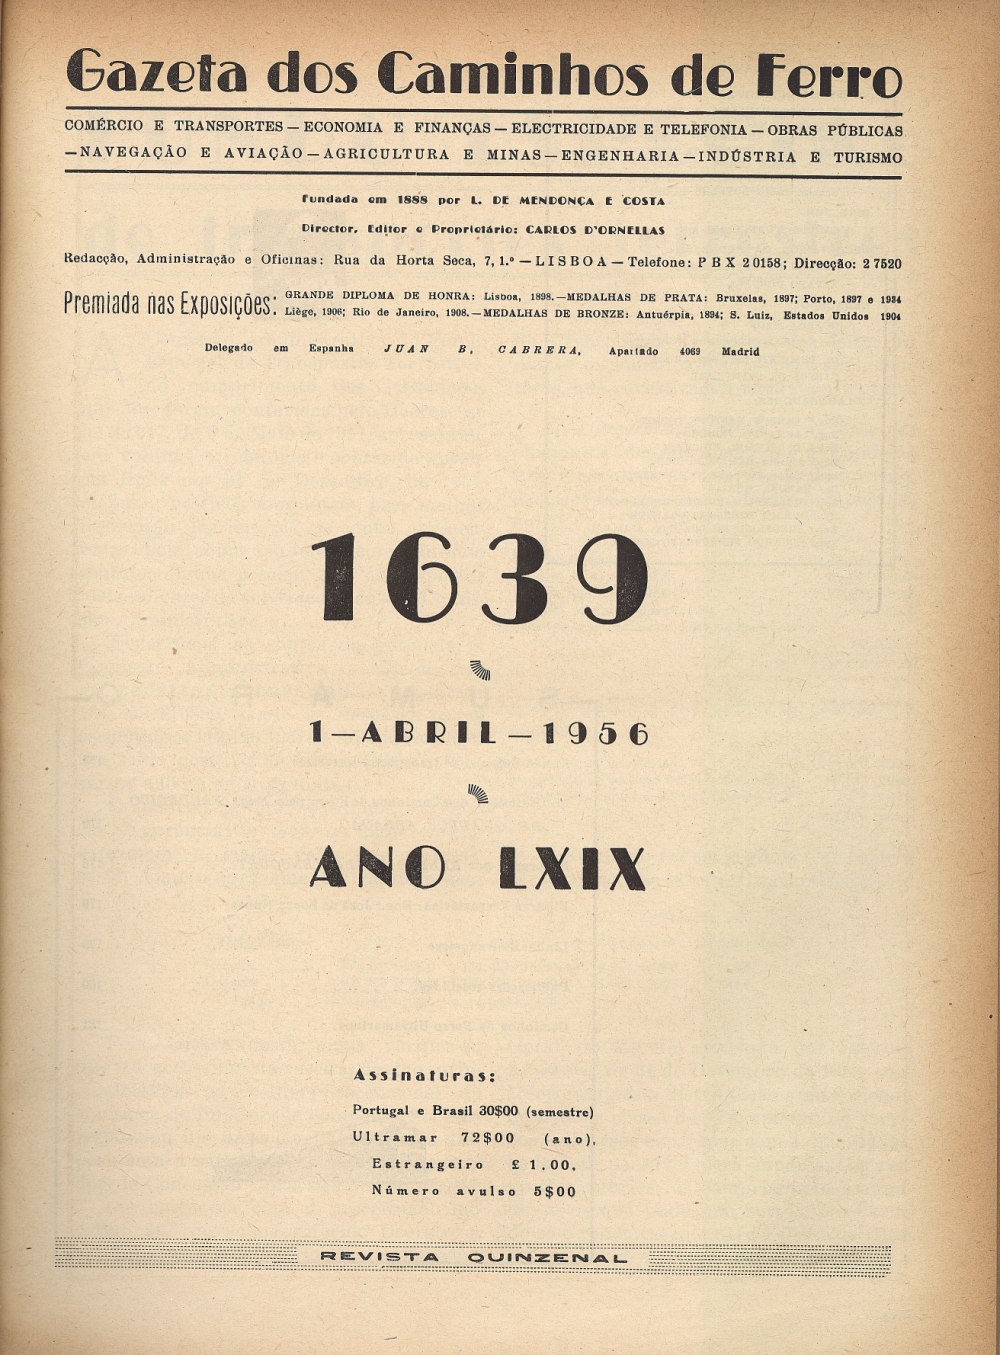 Gazeta dos Caminhos de Ferro
COMÉRCIO E TRANSPORTES — ECONOMIA E FINANÇAS — ELECTRICIDADE E TELEFONIA — OBRAS PÚBLICAS
—NAVEGAÇÃO E AVIAÇÃO — AGRICULTURA E MINAS — ENGENHARIA — INDÚSTRIA E TURISMO
Fundada em 1888 por L. DE MENDONÇA E COSTA
Director, Editor e Proprietário: CARLOS D'ORNELLAS
Redacção, Administração e Oficinas: Rua da Horta Seca, 7, 1.º — LISBOA — Telefone: P B X 20158; Direcção: 27520
Premiada nas Exposições: GRANDE DIPLOMA DE HONRA: Lisboa, 1898.—MEDALHAS DE PRATA: Bruxelas, 1897; Porto, 1897 e 1934
Liège, 1906; Rio de Janeiro, 1908.—MEDALHAS DE BRONZE: Antuérpia, 1894; S. Luiz, Estados Unidos 1904
Delegado em Espanha JUAN B. CABRERA, Apartado 4069 Madrid
1639
1—ABRIL—1956
ANO LXIX
Assinaturas:
Portugal e Brasil 30$00 (semestre)
Ultramar 72$00 (ano).
Estrangeiro £ 1.00.
Número avulso 5$00
REVISTA QUINZENAL